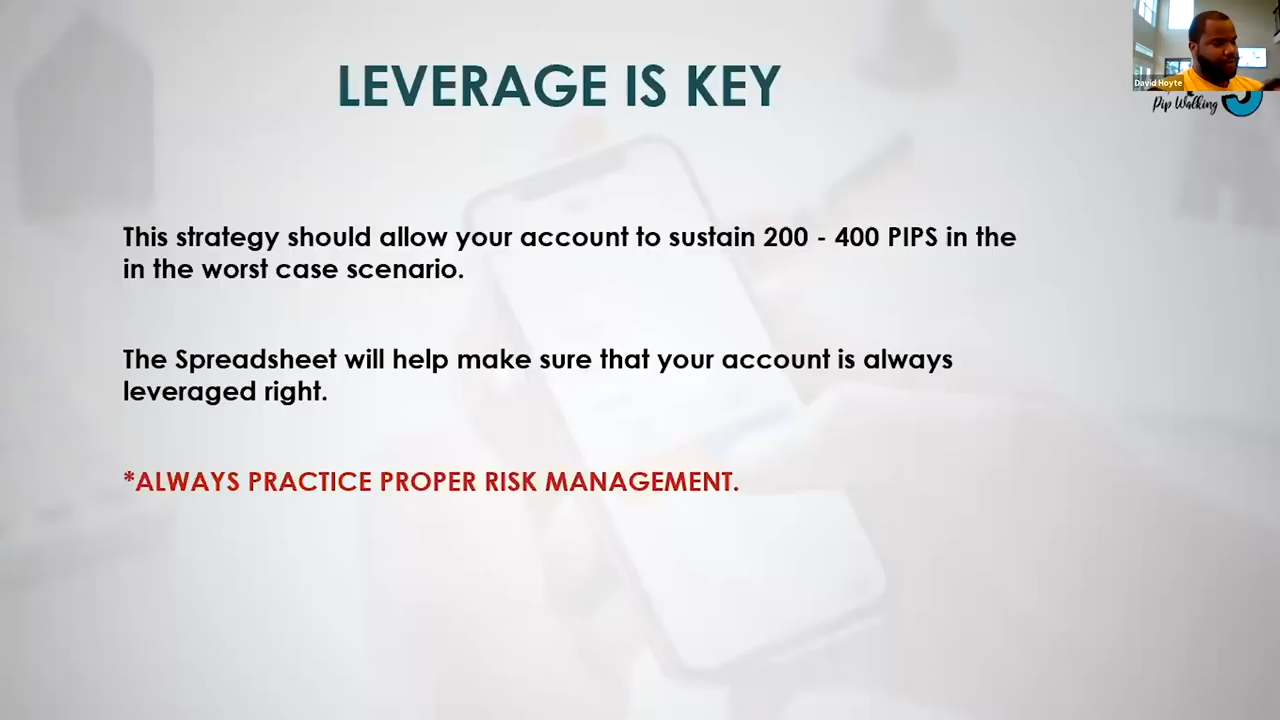 LEVERAGE IS KEY
David Hoyte
Pip Walking
This strategy should allow your account to sustain 200 - 400 PIPS in the
in the worst case scenario.
The Spreadsheet will help make sure that your account is always
leveraged right.
*ALWAYS PRACTICE PROPER RISK MANAGEMENT.